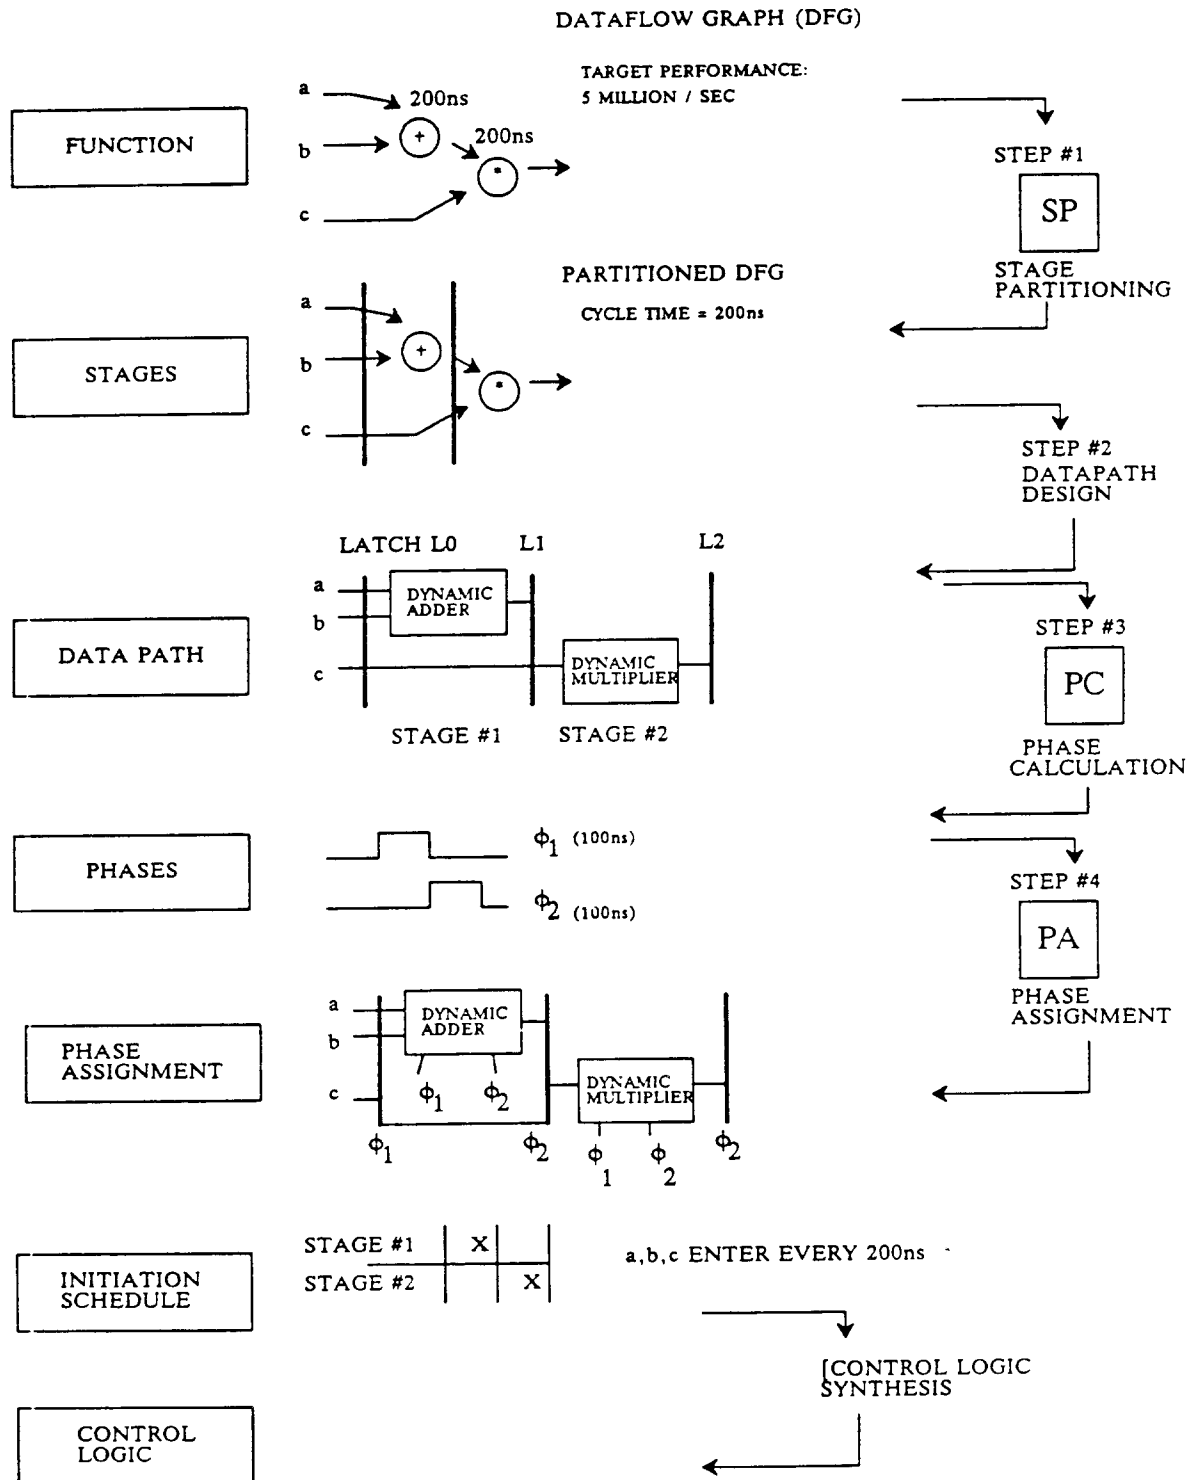 DATAFLOW GRAPH (DFG)
TARGET PERFORMANCE:
5 MILLION / SEC
FUNCTION
a
b
c
200ns
+
200ns
*
STEP #1
SP
STAGE
PARTITIONING
PARTITIONED DFG
CYCLE TIME = 200ns
STAGES
a
b
c
+
*
STEP #2
DATAPATH
DESIGN
LATCH L0 L1 L2
DATA PATH
a
b
c
DYNAMIC
ADDER
DYNAMIC
MULTIPLIER
STAGE #1 STAGE #2
STEP #3
PC
PHASE
CALCULATION
PHASES
ϕ1 (100ns)
ϕ2 (100ns)
STEP #4
PA
PHASE
ASSIGNMENT
PHASE
ASSIGNMENT
a
b
c
DYNAMIC
ADDER
ϕ1 ϕ2
DYNAMIC
MULTIPLIER
ϕ1 ϕ2 ϕ1 ϕ2 ϕ2
INITIATION
SCHEDULE
STAGE #1 X
STAGE #2 X
a,b,c ENTER EVERY 200ns
[CONTROL LOGIC
SYNTHESIS
CONTROL
LOGIC